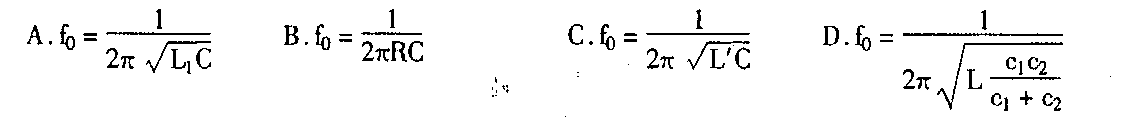 A. f₀ = 1 / (2π √(L₁C)) B. f₀ = 1 / (2πRC) C. f₀ = 1 / (2π √(L′C)) D. f₀ = 1 / (2π √(L c₁c₂ / (c₁ + c₂)))